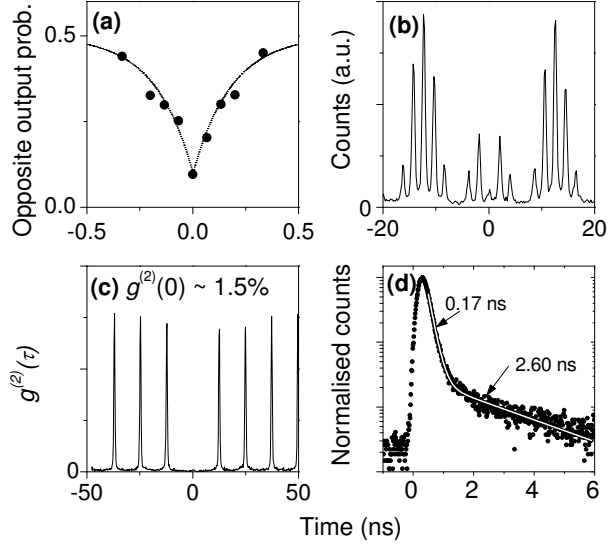 (a)
Opposite output prob.
0.5
0.0
-0.5
0.0
0.5
(b)
Counts (a.u.)
0
-20
0
20
(c) g⁽²⁾(0) ~ 1.5%
g⁽²⁾(τ)
0
-50
0
50
(d)
Normalised counts
0.17 ns
2.60 ns
0
2
4
6
Time (ns)